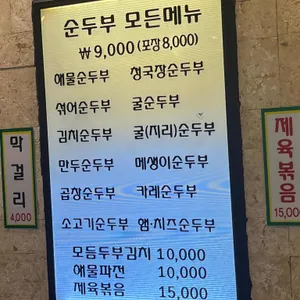 순두부 모든메뉴
₩9,000(포장8,000)
해물순두부 청국장순두부
섞어순두부 굴순두부
김치순두부 굴(지리)순두부
만두순두부 매생이순두부
곱창순두부 카레순두부
소고기순두부 햄·치즈순두부
모듬두부김치 10,000
해물파전 10,000
제육볶음 15,000
막걸리
4,000
제육볶음
15,000